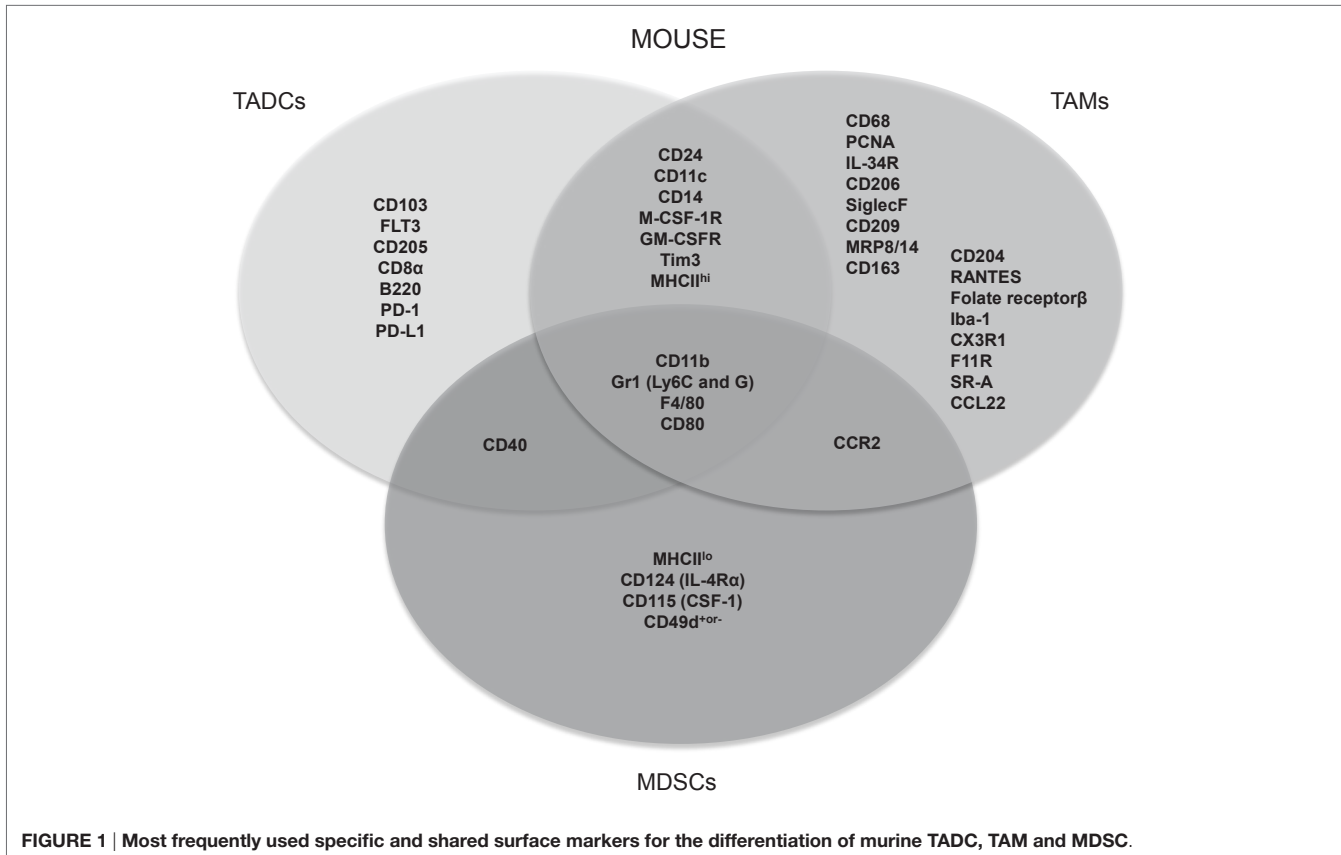 MOUSE
TADCs
TAMs
CD103
FLT3
CD205
CD8α
B220
PD-1
PD-L1
CD24
CD11c
CD14
M-CSF-1R
GM-CSFR
Tim3
MHCIIʰⁱ
CD68
PCNA
IL-34R
CD206
SiglecF
CD209
MRP8/14
CD163
CD204
RANTES
Folate receptorβ
Iba-1
CX3R1
F11R
SR-A
CCL22
CD11b
Gr1 (Ly6C and G)
F4/80
CD80
CD40
CCR2
MHCIIˡᵒ
CD124 (IL-4Rα)
CD115 (CSF-1)
CD49d⁺ᵒʳ⁻
MDSCs
FIGURE 1 | Most frequently used specific and shared surface markers for the differentiation of murine TADC, TAM and MDSC.